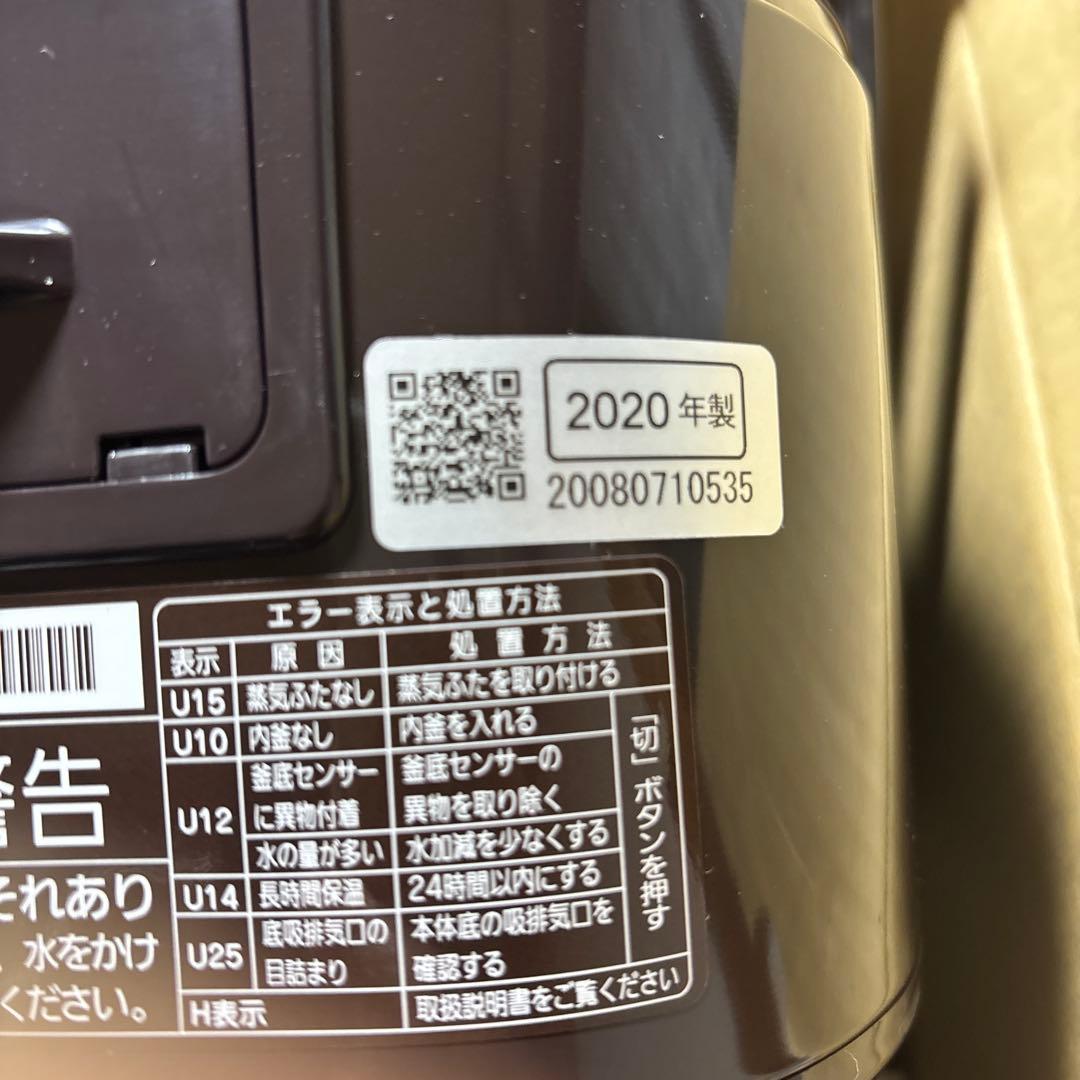 2020 年製
20080710535
エラー表示と処置方法
表示 原因 処置方法
U15 蒸気ふたなし 蒸気ふたを取り付ける
U10 内釜なし 内釜を入れる
U12 釜底センサーに異物付着 釜底センサーの異物を取り除く
水の量が多い 水加減を少なくする
U14 長時間保温 24時間以内にする
U25 底吸排気口の目詰まり 本体底の吸排気口を確認する
「切」ボタンを押す
H表示 取扱説明書をご覧ください
警告
それあり
、水をかけ
ください。